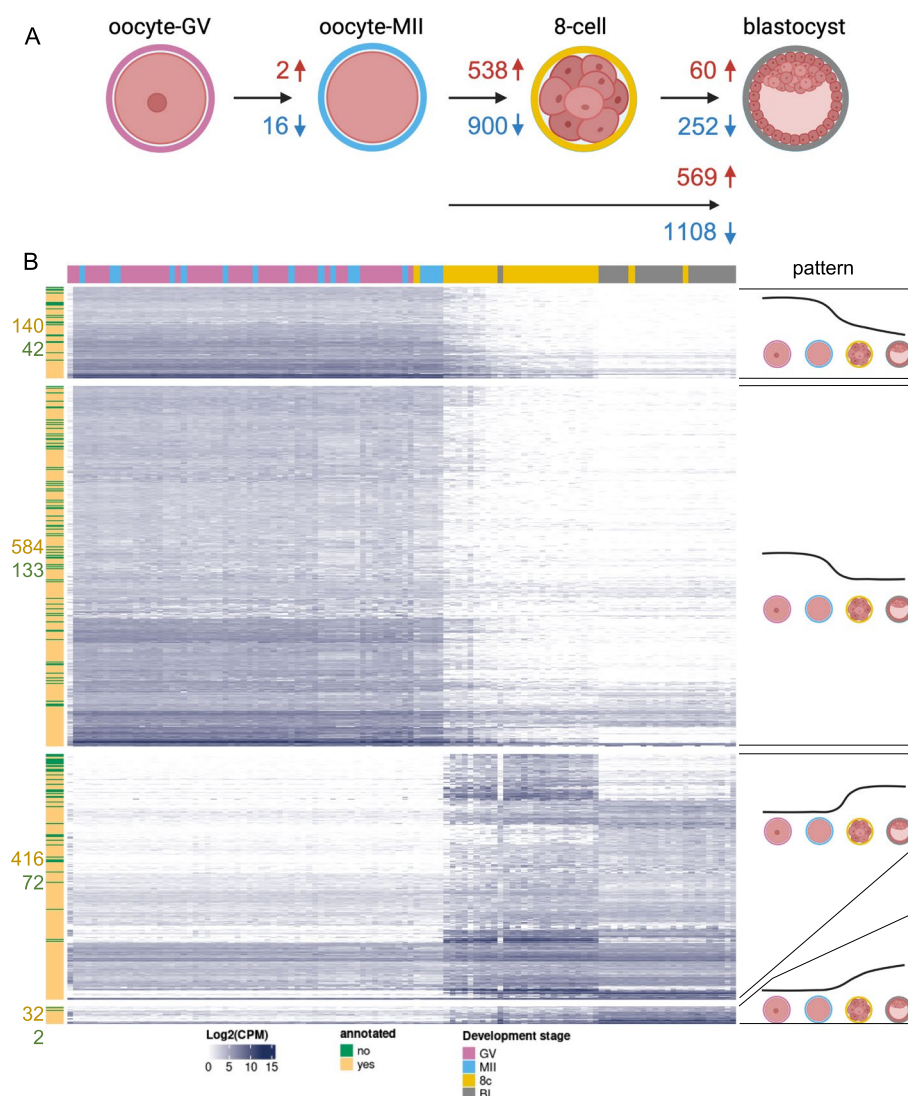 A
oocyte-GV oocyte-MII 8-cell blastocyst
2 538 60
16 900 252
569
1108
B
pattern
140
42
584
133
416
72
32
2
Log2(CPM) annotated Development stage
0 5 10 15
no
yes
GV
MII
8c
BL